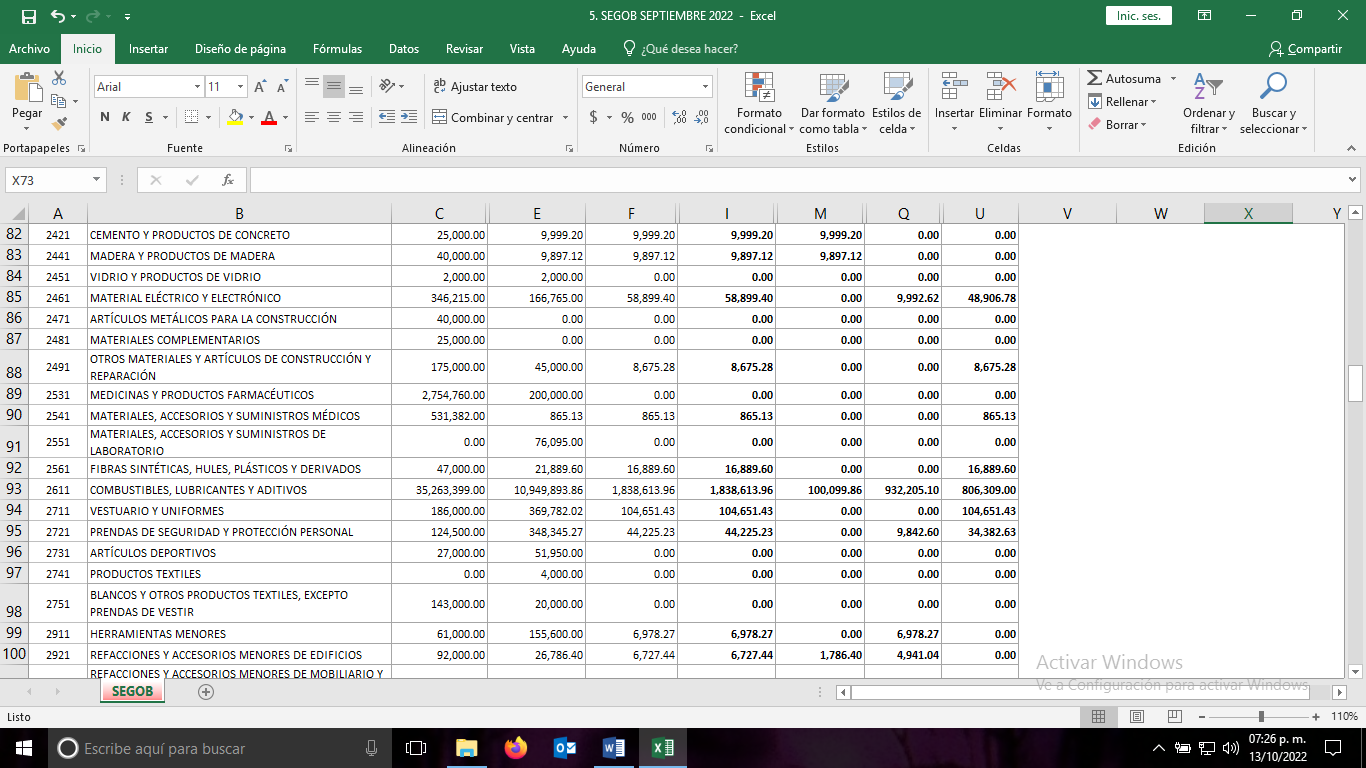 5. SEGOB SEPTIEMBRE 2022 - Excel
Inic. ses.
Archivo Inicio Insertar Diseño de página Fórmulas Datos Revisar Vista Ayuda ¿Qué desea hacer? Compartir
Pegar
Arial 11
N K S
Ajustar texto
Combinar y centrar
General
$ % 000
Formato condicional
Dar formato como tabla
Estilos de celda
Insertar Eliminar Formato
Autosuma
Rellenar
Borrar
Ordenar y filtrar
Buscar y seleccionar
Portapapeles Fuente Alineación Número Estilos Celdas Edición
X73 fx
A B C E F I M Q U V W X Y
82 2421 CEMENTO Y PRODUCTOS DE CONCRETO 25,000.00 9,999.20 9,999.20 9,999.20 9,999.20 0.00 0.00
83 2441 MADERA Y PRODUCTOS DE MADERA 40,000.00 9,897.12 9,897.12 9,897.12 9,897.12 0.00 0.00
84 2451 VIDRIO Y PRODUCTOS DE VIDRIO 2,000.00 2,000.00 0.00 0.00 0.00 0.00 0.00
85 2461 MATERIAL ELÉCTRICO Y ELECTRÓNICO 346,215.00 166,765.00 58,899.40 58,899.40 0.00 9,992.62 48,906.78
86 2471 ARTÍCULOS METÁLICOS PARA LA CONSTRUCCIÓN 40,000.00 0.00 0.00 0.00 0.00 0.00 0.00
87 2481 MATERIALES COMPLEMENTARIOS 25,000.00 0.00 0.00 0.00 0.00 0.00 0.00
88 2491 OTROS MATERIALES Y ARTÍCULOS DE CONSTRUCCIÓN Y
REPARACIÓN 175,000.00 45,000.00 8,675.28 8,675.28 0.00 0.00 8,675.28
89 2531 MEDICINAS Y PRODUCTOS FARMACÉUTICOS 2,754,760.00 200,000.00 0.00 0.00 0.00 0.00 0.00
90 2541 MATERIALES, ACCESORIOS Y SUMINISTROS MÉDICOS 531,382.00 865.13 865.13 865.13 0.00 0.00 865.13
91 2551 MATERIALES, ACCESORIOS Y SUMINISTROS DE
LABORATORIO 0.00 76,095.00 0.00 0.00 0.00 0.00 0.00
92 2561 FIBRAS SINTÉTICAS, HULES, PLÁSTICOS Y DERIVADOS 47,000.00 21,889.60 16,889.60 16,889.60 0.00 0.00 16,889.60
93 2611 COMBUSTIBLES, LUBRICANTES Y ADITIVOS 35,263,399.00 10,949,893.86 1,838,613.96 1,838,613.96 100,099.86 932,205.10 806,309.00
94 2711 VESTUARIO Y UNIFORMES 186,000.00 369,782.02 104,651.43 104,651.43 0.00 0.00 104,651.43
95 2721 PRENDAS DE SEGURIDAD Y PROTECCIÓN PERSONAL 124,500.00 348,345.27 44,225.23 44,225.23 0.00 9,842.60 34,382.63
96 2731 ARTÍCULOS DEPORTIVOS 27,000.00 51,950.00 0.00 0.00 0.00 0.00 0.00
97 2741 PRODUCTOS TEXTILES 0.00 4,000.00 0.00 0.00 0.00 0.00 0.00
98 2751 BLANCOS Y OTROS PRODUCTOS TEXTILES, EXCEPTO
PRENDAS DE VESTIR 143,000.00 20,000.00 0.00 0.00 0.00 0.00 0.00
99 2911 HERRAMIENTAS MENORES 61,000.00 155,600.00 6,978.27 6,978.27 0.00 6,978.27 0.00
100 2921 REFACCIONES Y ACCESORIOS MENORES DE EDIFICIOS 92,000.00 26,786.40 6,727.44 6,727.44 1,786.40 4,941.04 0.00
REFACCIONES Y ACCESORIOS MENORES DE MOBILIARIO Y
Activar Windows
Ve a Configuración para activar Windows.
SEGOB
Listo 110%
Escribe aquí para buscar
07:26 p. m.
13/10/2022